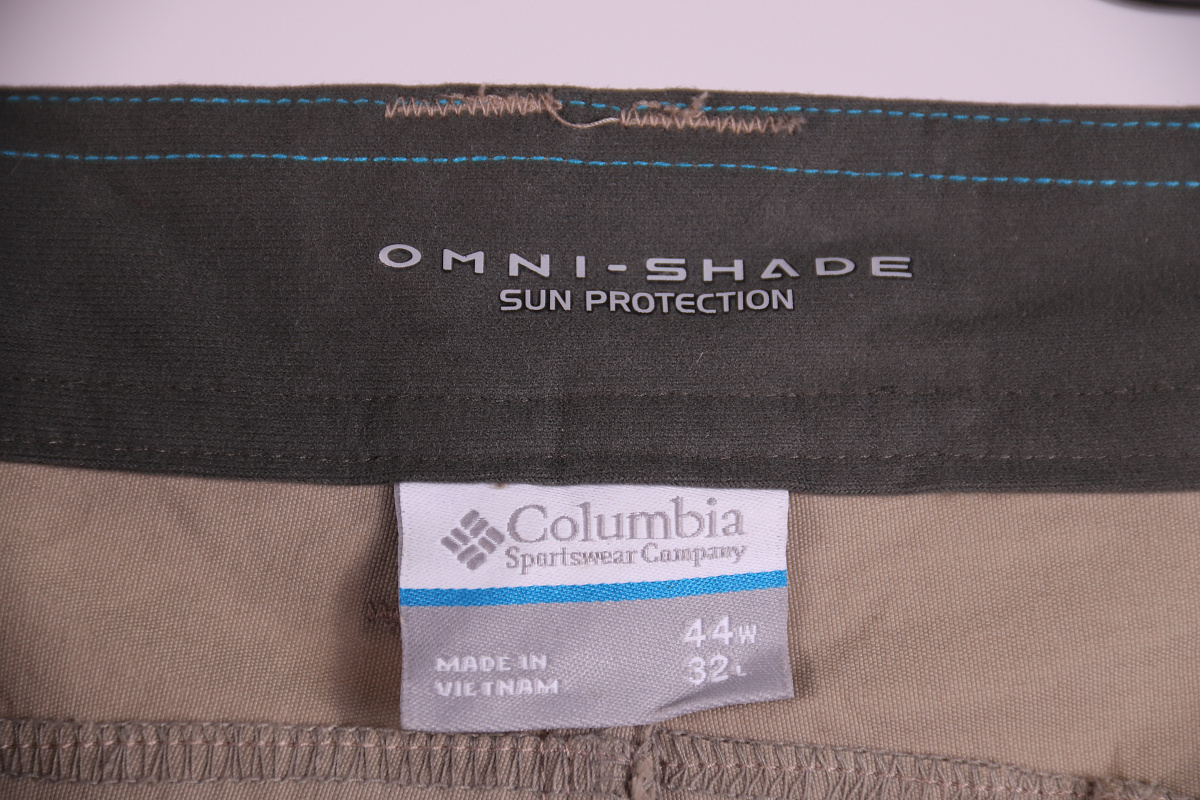 OMNI-SHADE
SUN PROTECTION
Columbia
Sportswear Company
44W
32L
MADE IN
VIETNAM